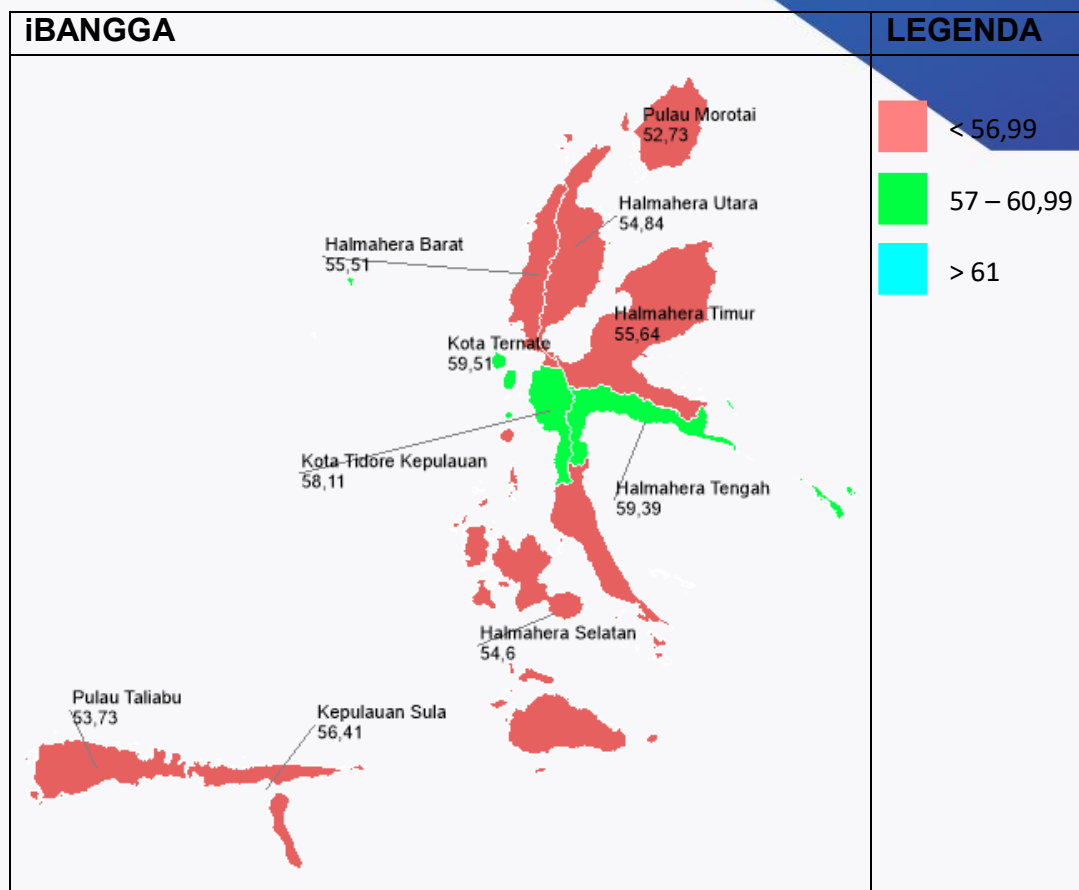 iBANGGA
LEGENDA
Pulau Morotai
52,73
Halmahera Utara
54,84
Halmahera Barat
55,51
Halmahera Timur
55,64
Kota Ternate
59,51
Kota Tidore Kepulauan
58,11
Halmahera Tengah
59,39
Halmahera Selatan
54,6
Pulau Taliabu
53,73
Kepulauan Sula
56,41
< 56,99
57 – 60,99
> 61